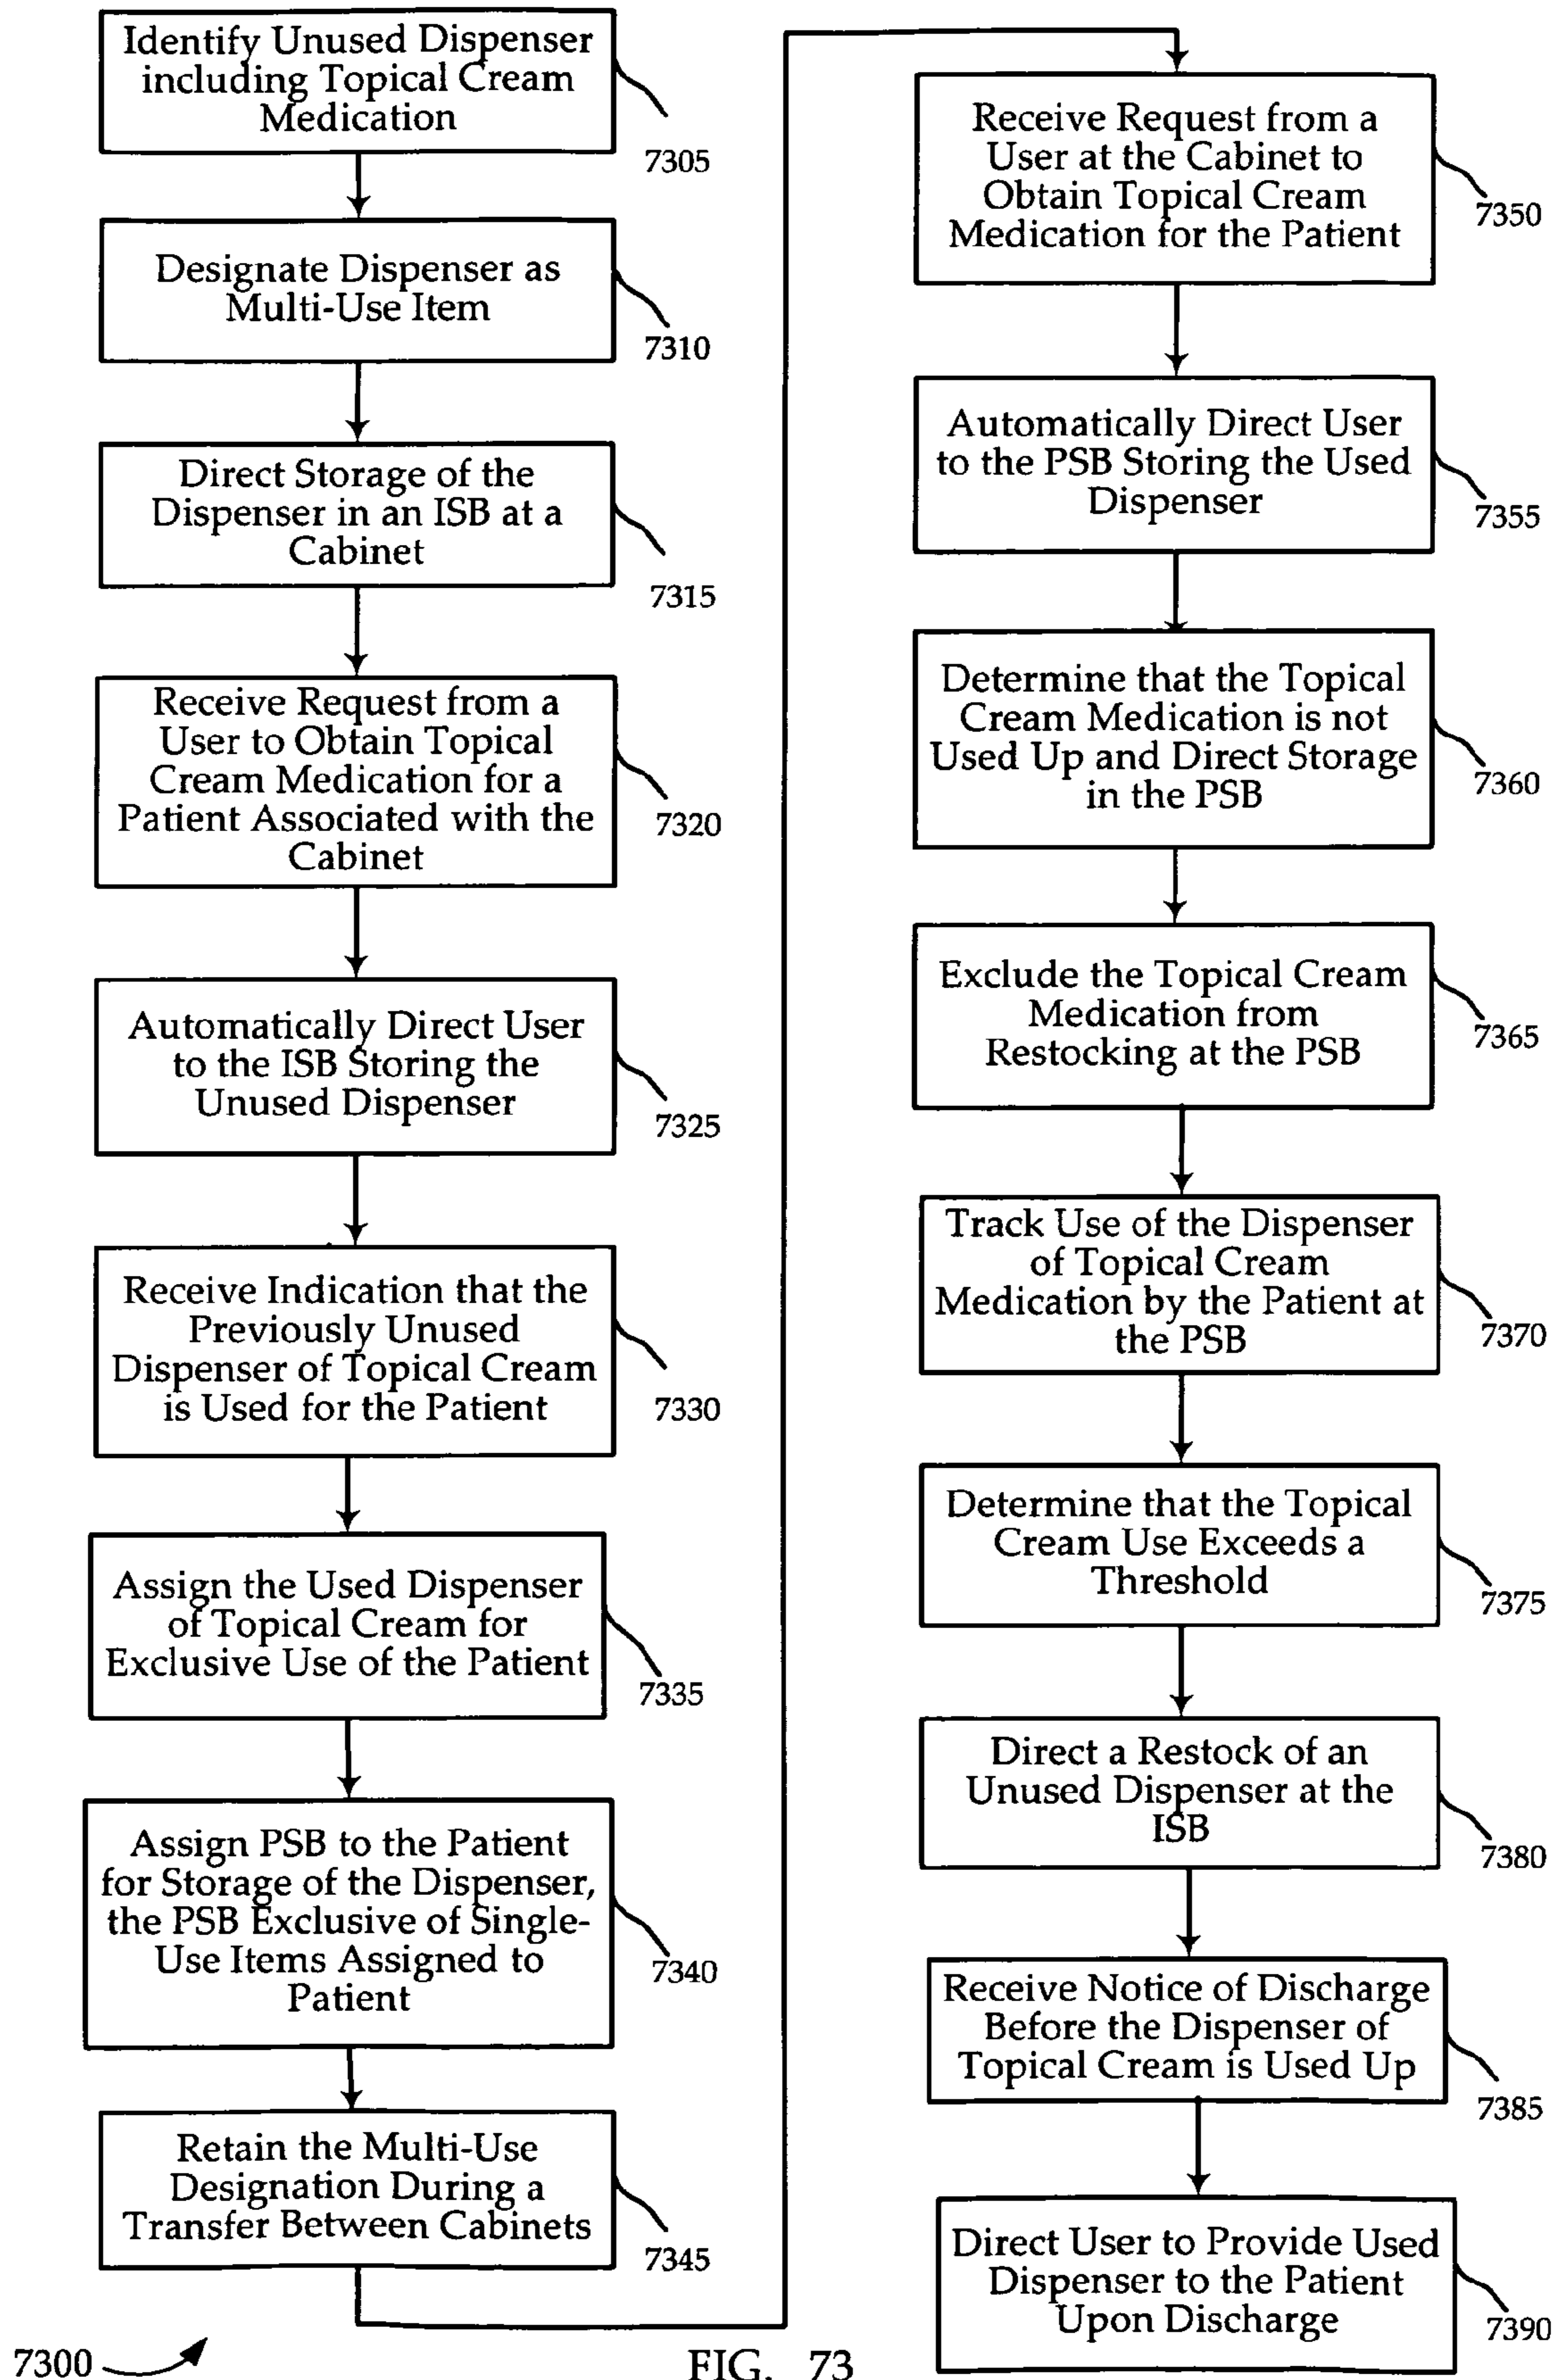 Identify Unused Dispenser
including Topical Cream
Medication
7305
Designate Dispenser as
Multi-Use Item
7310
Direct Storage of the
Dispenser in an ISB at a
Cabinet
7315
Receive Request from a
User to Obtain Topical
Cream Medication for a
Patient Associated with the
Cabinet
7320
Automatically Direct User
to the ISB Storing the
Unused Dispenser
7325
Receive Indication that the
Previously Unused
Dispenser of Topical Cream
is Used for the Patient
7330
Assign the Used Dispenser
of Topical Cream for
Exclusive Use of the Patient
7335
Assign PSB to the Patient
for Storage of the Dispenser,
the PSB Exclusive of Single-
Use Items Assigned to
Patient
7340
Retain the Multi-Use
Designation During a
Transfer Between Cabinets
7345
Receive Request from a
User at the Cabinet to
Obtain Topical Cream
Medication for the Patient
7350
Automatically Direct User
to the PSB Storing the Used
Dispenser
7355
Determine that the Topical
Cream Medication is not
Used Up and Direct Storage
in the PSB
7360
Exclude the Topical Cream
Medication from
Restocking at the PSB
7365
Track Use of the Dispenser
of Topical Cream
Medication by the Patient at
the PSB
7370
Determine that the Topical
Cream Use Exceeds a
Threshold
7375
Direct a Restock of an
Unused Dispenser at the
ISB
7380
Receive Notice of Discharge
Before the Dispenser of
Topical Cream is Used Up
7385
Direct User to Provide Used
Dispenser to the Patient
Upon Discharge
7390
7300
FIG. 73